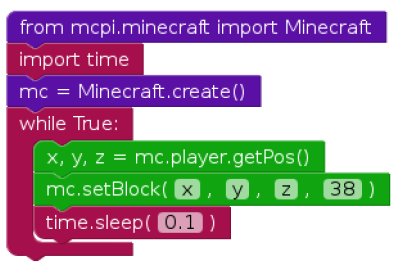 from mcpi.minecraft import Minecraft
import time
mc = Minecraft.create()
while True:
x, y, z = mc.player.getPos()
mc.setBlock( x , y , z , 38 )
time.sleep( 0.1 )